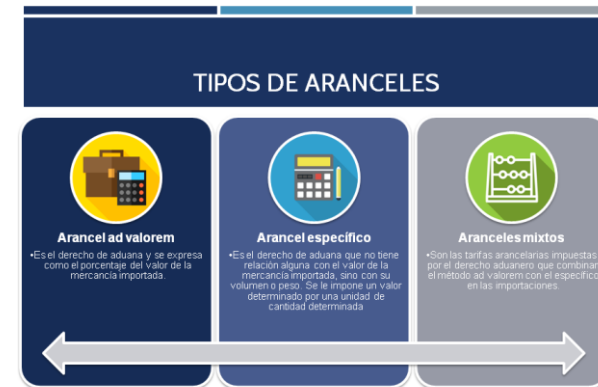 TIPOS DE ARANCELES
Arancel ad valorem
•Es el derecho de aduana y se expresa
como el porcentaje del valor de la
mercancía importada.
Arancel específico
•Es el derecho de aduana que no tiene
relación alguna con el valor de la
mercancía importada, sino con su
volumen o peso. Se le impone un valor
determinado por una unidad de
cantidad determinada
Aranceles mixtos
•Son las tarifas arancelarias impuestas
por el derecho aduanero que combinan
el método ad valorem con el específico
en las importaciones.